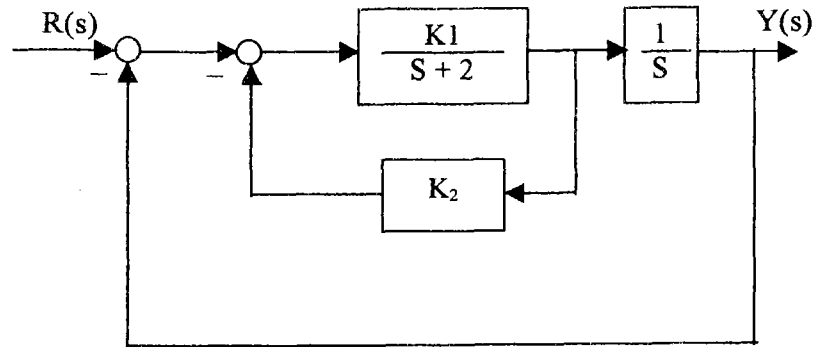 R(s)
K1
S + 2
1
S
Y(s)
–
–
K₂